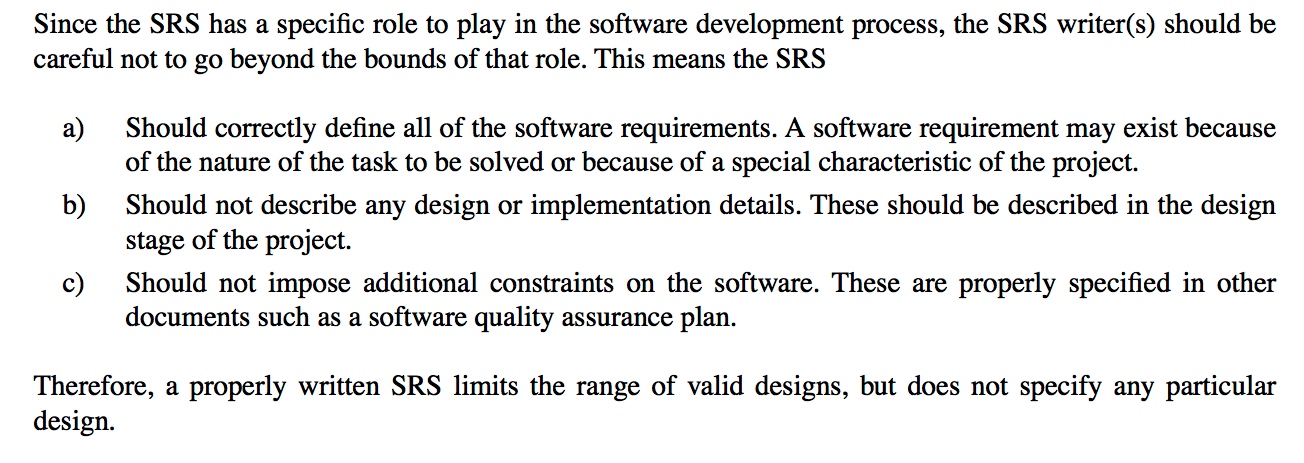 Since the SRS has a specific role to play in the software development process, the SRS writer(s) should be
careful not to go beyond the bounds of that role. This means the SRS
a) Should correctly define all of the software requirements. A software requirement may exist because
of the nature of the task to be solved or because of a special characteristic of the project.
b) Should not describe any design or implementation details. These should be described in the design
stage of the project.
c) Should not impose additional constraints on the software. These are properly specified in other
documents such as a software quality assurance plan.
Therefore, a properly written SRS limits the range of valid designs, but does not specify any particular
design.